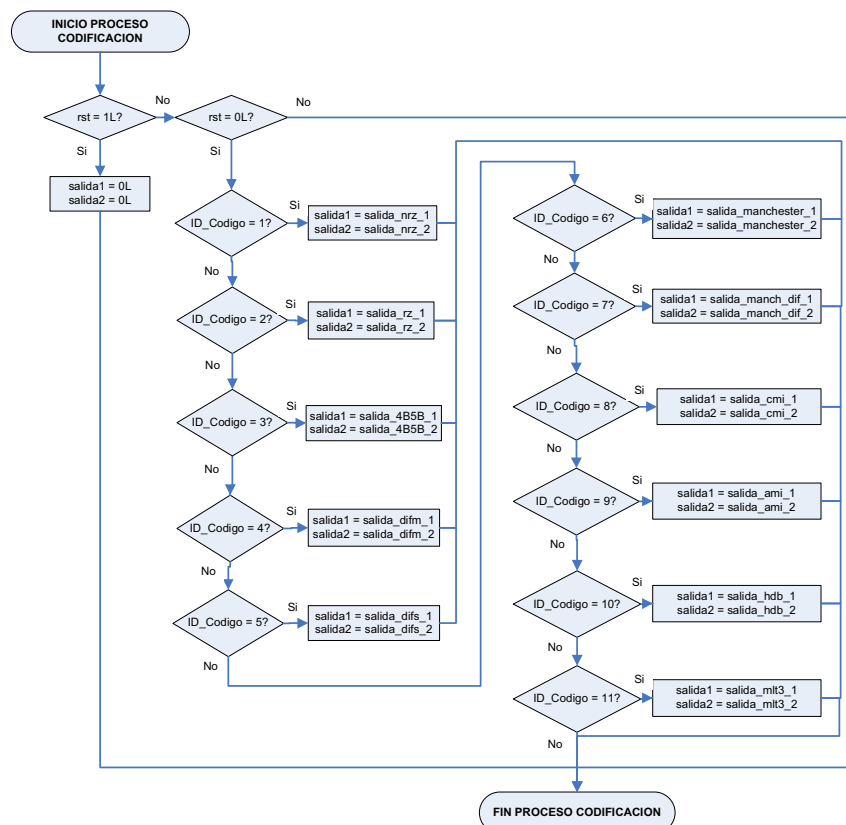 INICIO PROCESO
CODIFICACION
rst = 1L?
No
rst = 0L?
No
Si
salida1 = 0L
salida2 = 0L
Si
ID_Codigo = 1?
Si
salida1 = salida_nrz_1
salida2 = salida_nrz_2
No
ID_Codigo = 2?
Si
salida1 = salida_rz_1
salida2 = salida_rz_2
No
ID_Codigo = 3?
Si
salida1 = salida_4B5B_1
salida2 = salida_4B5B_2
No
ID_Codigo = 4?
Si
salida1 = salida_difm_1
salida2 = salida_difm_2
No
ID_Codigo = 5?
Si
salida1 = salida_difs_1
salida2 = salida_difs_2
No
ID_Codigo = 6?
Si
salida1 = salida_manchester_1
salida2 = salida_manchester_2
No
ID_Codigo = 7?
Si
salida1 = salida_manch_dif_1
salida2 = salida_manch_dif_2
No
ID_Codigo = 8?
Si
salida1 = salida_cmi_1
salida2 = salida_cmi_2
No
ID_Codigo = 9?
Si
salida1 = salida_ami_1
salida2 = salida_ami_2
No
ID_Codigo = 10?
Si
salida1 = salida_hdb_1
salida2 = salida_hdb_2
No
ID_Codigo = 11?
Si
salida1 = salida_mlt3_1
salida2 = salida_mlt3_2
No
FIN PROCESO CODIFICACION